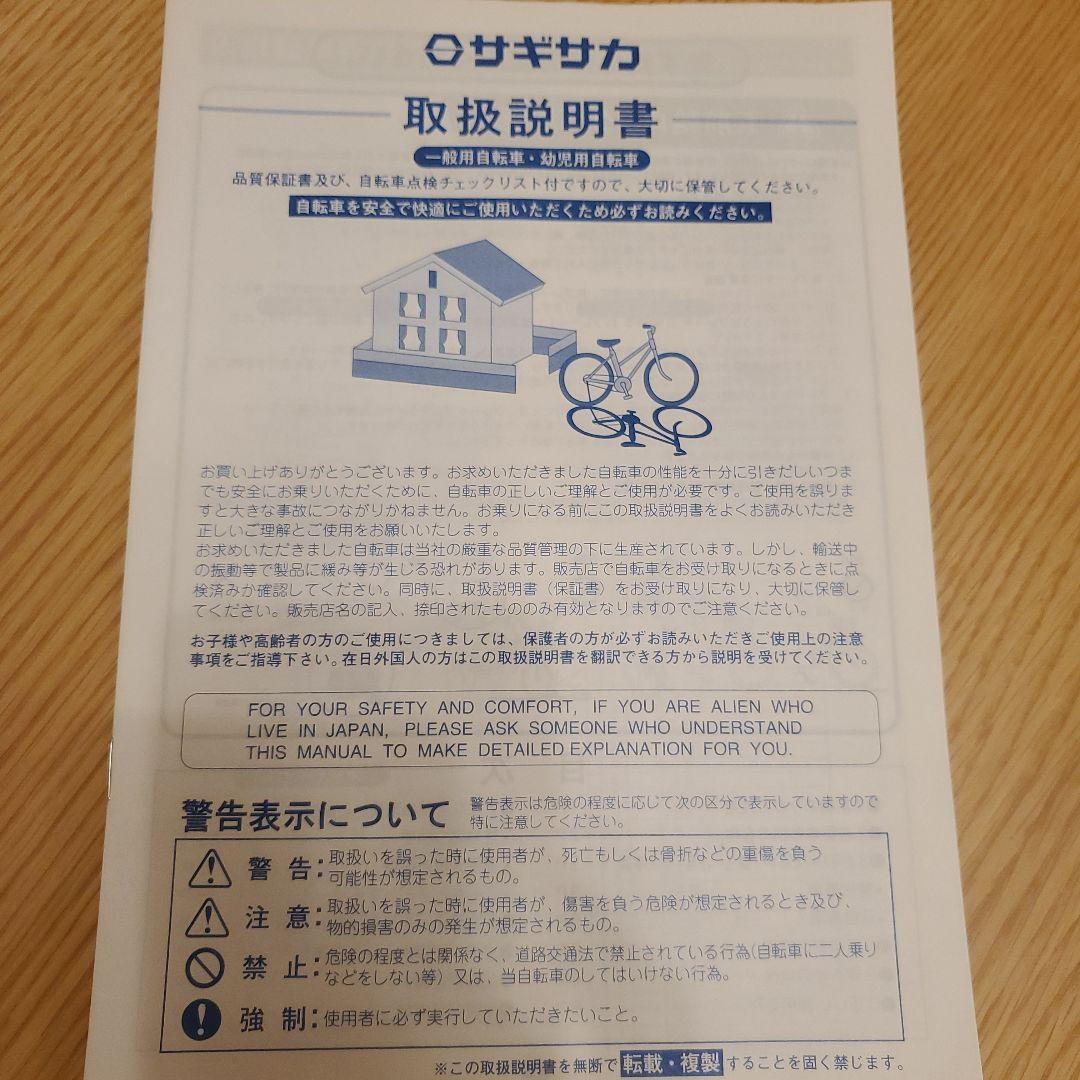 サギサカ
取扱説明書
一般用自転車・幼児用自転車
品質保証書及び、自転車点検チェックリスト付ですので、大切に保管してください。
自転車を安全で快適にご使用いただくため必ずお読みください。
お買い上げありがとうございます。お求めいただきました自転車の性能を十分に引きだしいつま
でも安全にお乗りいただくために、自転車の正しいご理解とご使用が必要です。ご使用を誤りま
すと大きな事故につながりかねません。お乗りになる前にこの取扱説明書をよくお読みいただき
正しいご理解とご使用をお願いいたします。
お求めいただきました自転車は当社の厳重な品質管理の下に生産されています。しかし、輸送中
の振動等で製品に緩み等が生じる恐れがあります。販売店で自転車をお受け取りになるときに点
検済みか確認してください。同時に、取扱説明書（保証書）をお受け取りになり、大切に保管し
てください。販売店名の記入、捺印されたもののみ有効となりますのでご注意ください。
お子様や高齢者の方のご使用につきましては、保護者の方が必ずお読みいただきご使用上の注意
事項をご指導下さい。在日外国人の方はこの取扱説明書を翻訳できる方から説明を受けてください。
FOR YOUR SAFETY AND COMFORT, IF YOU ARE ALIEN WHO
LIVE IN JAPAN, PLEASE ASK SOMEONE WHO UNDERSTAND
THIS MANUAL TO MAKE DETAILED EXPLANATION FOR YOU.
警告表示について
警告表示は危険の程度に応じて次の区分で表示していますので
特に注意してください。
警 告：取扱いを誤った時に使用者が、死亡もしくは骨折などの重傷を負う
可能性が想定されるもの。
注 意：取扱いを誤った時に使用者が、傷害を負う危険が想定されるとき及び、
物的損害のみの発生が想定されるもの。
禁 止：危険の程度とは関係なく、道路交通法で禁止されている行為(自転車に二人乗り
などをしない等）又は、当自転車のしてはいけない行為。
強 制：使用者に必ず実行していただきたいこと。
※この取扱説明書を無断で転載・複製することを固く禁じます。